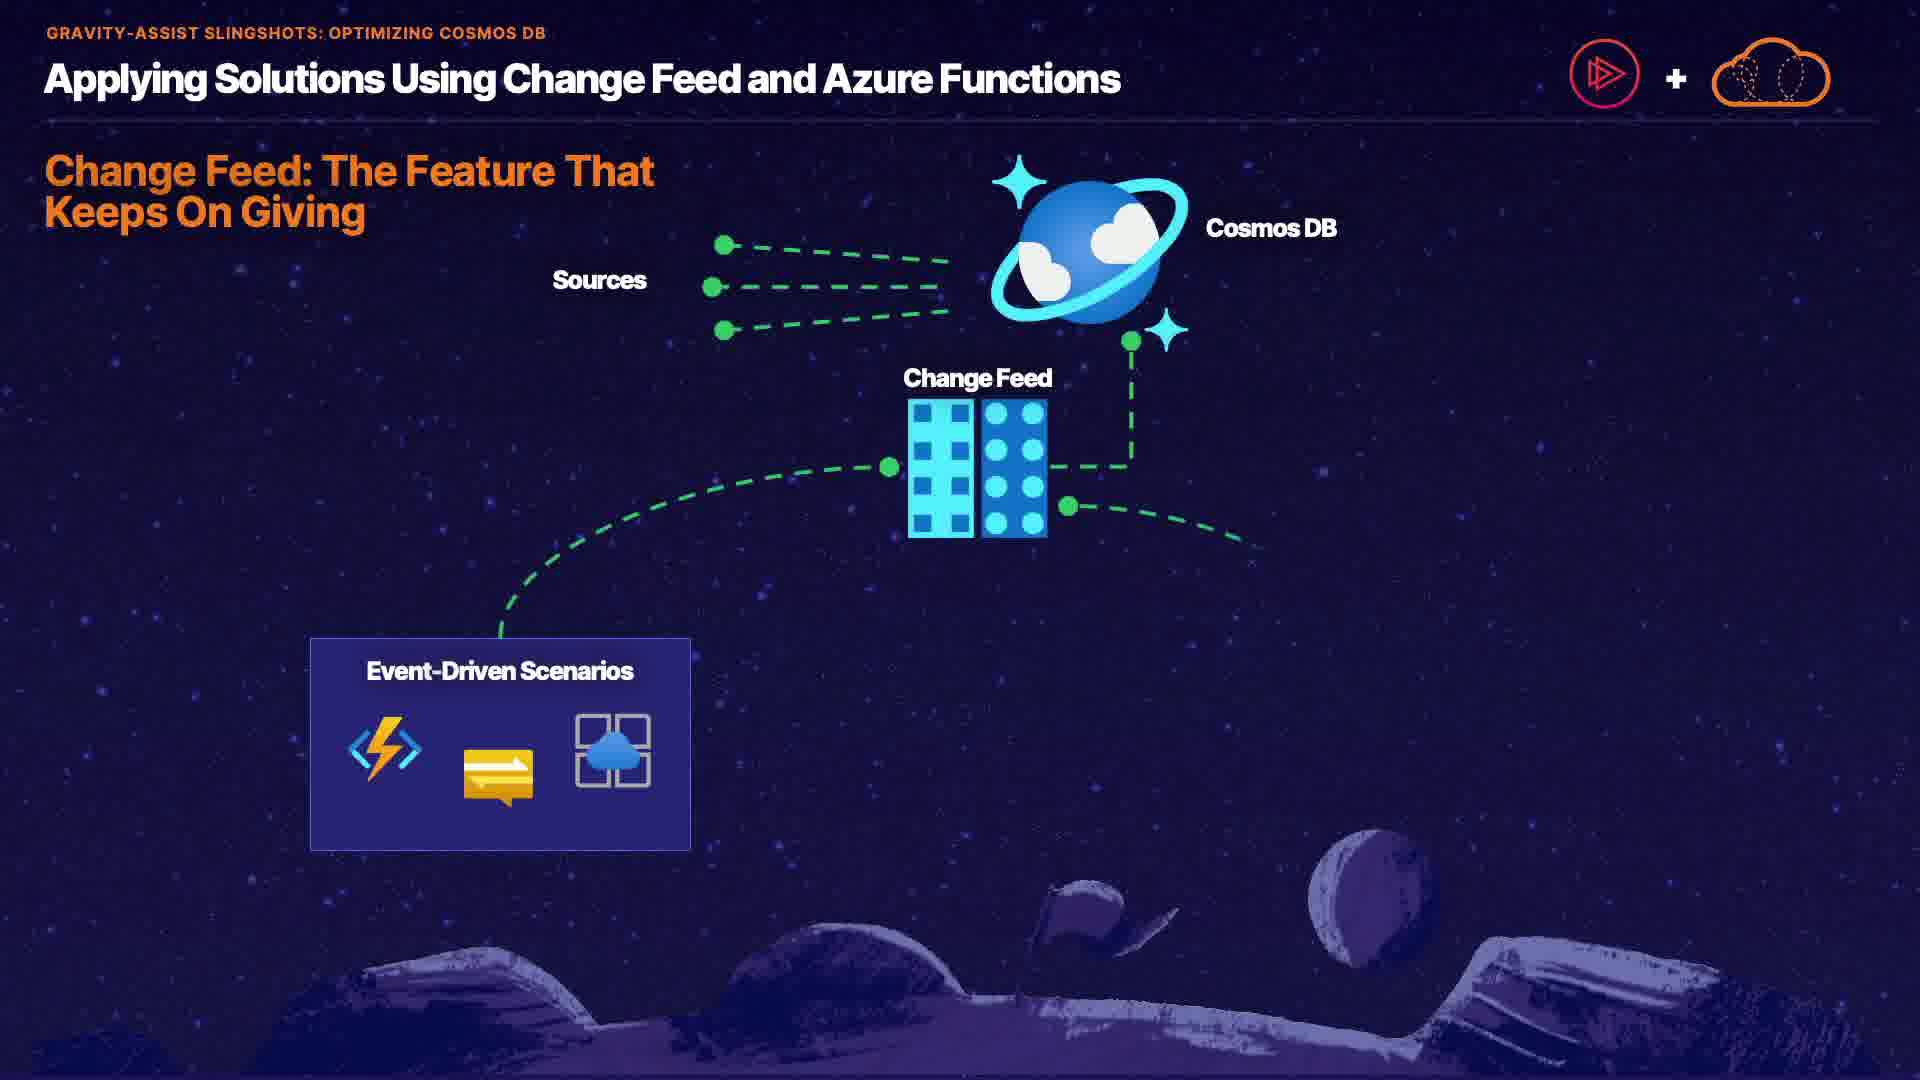 GRAVITY-ASSIST SLINGSHOTS: OPTIMIZING COSMOS DB
Applying Solutions Using Change Feed and Azure Functions
+
Change Feed: The Feature That
Keeps On Giving
Cosmos DB
Sources
Change Feed
Event-Driven Scenarios